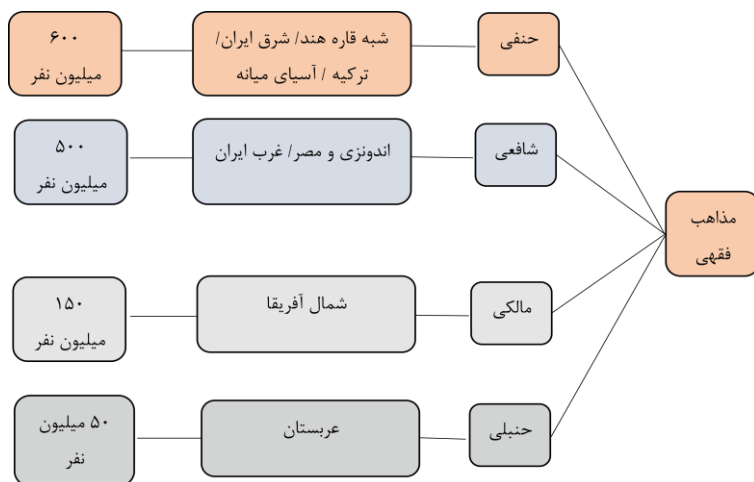 مذاهب
فقهی
حنفی
شبه قاره هند/ شرق ایران/
ترکیه / آسیای میانه
۶۰۰
میلیون نفر
شافعی
اندونزی و مصر/ غرب ایران
۵۰۰
میلیون نفر
مالکی
شمال آفریقا
۱۵۰
میلیون نفر
حنبلی
عربستان
۵۰ میلیون
نفر